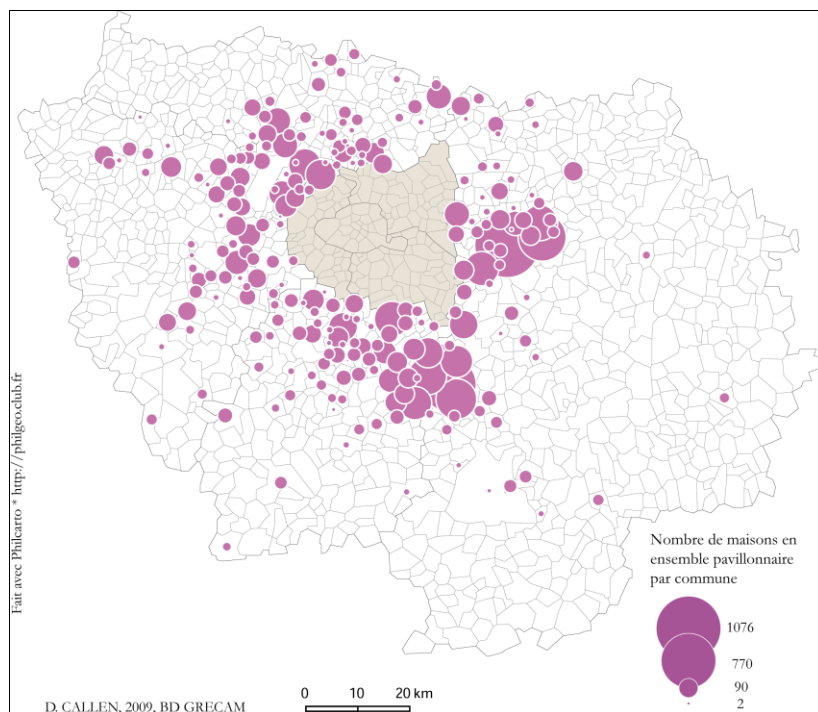 Fait avec Philcarto * http://philgeo.club.fr
Nombre de maisons en
ensemble pavillonnaire
par commune
1076
770
90
2
0 10 20 km
D. CALLEN, 2009, BD GRECAM